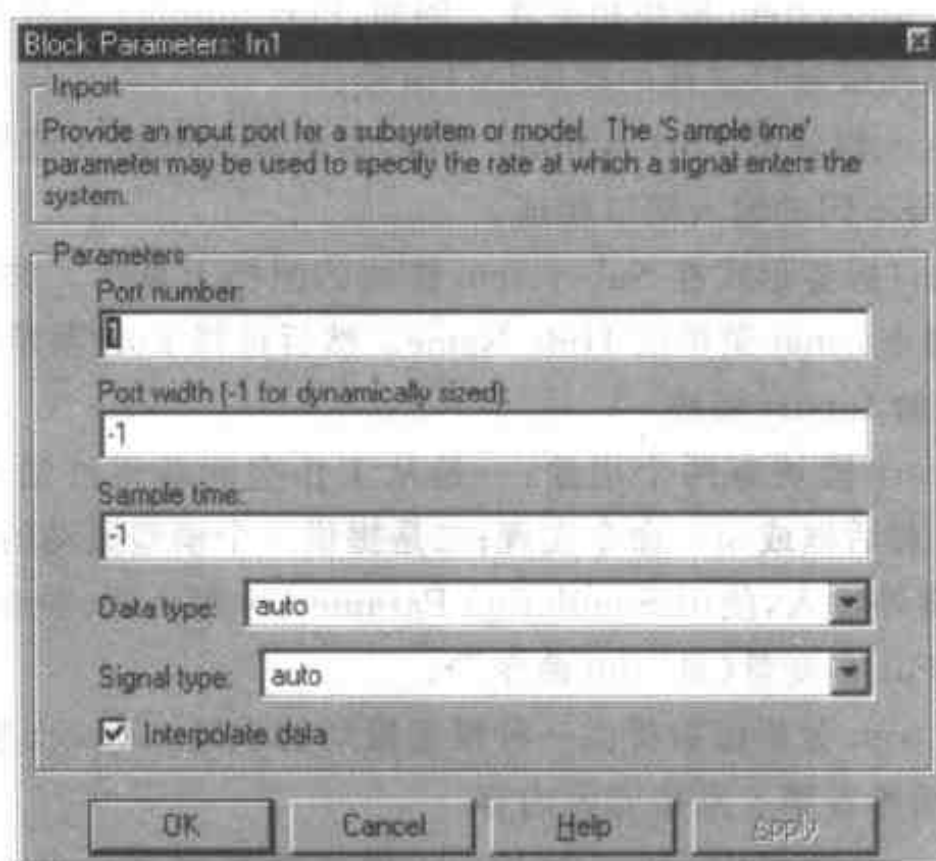 Block Parameters: In1
Inport
Provide an input port for a subsystem or model. The 'Sample time'
parameter may be used to specify the rate at which a signal enters the
system.
Parameters
Port number:
1
Port width (-1 for dynamically sized):
-1
Sample time:
-1
Data type: auto
Signal type: auto
Interpolate data
OK Cancel Help Apply